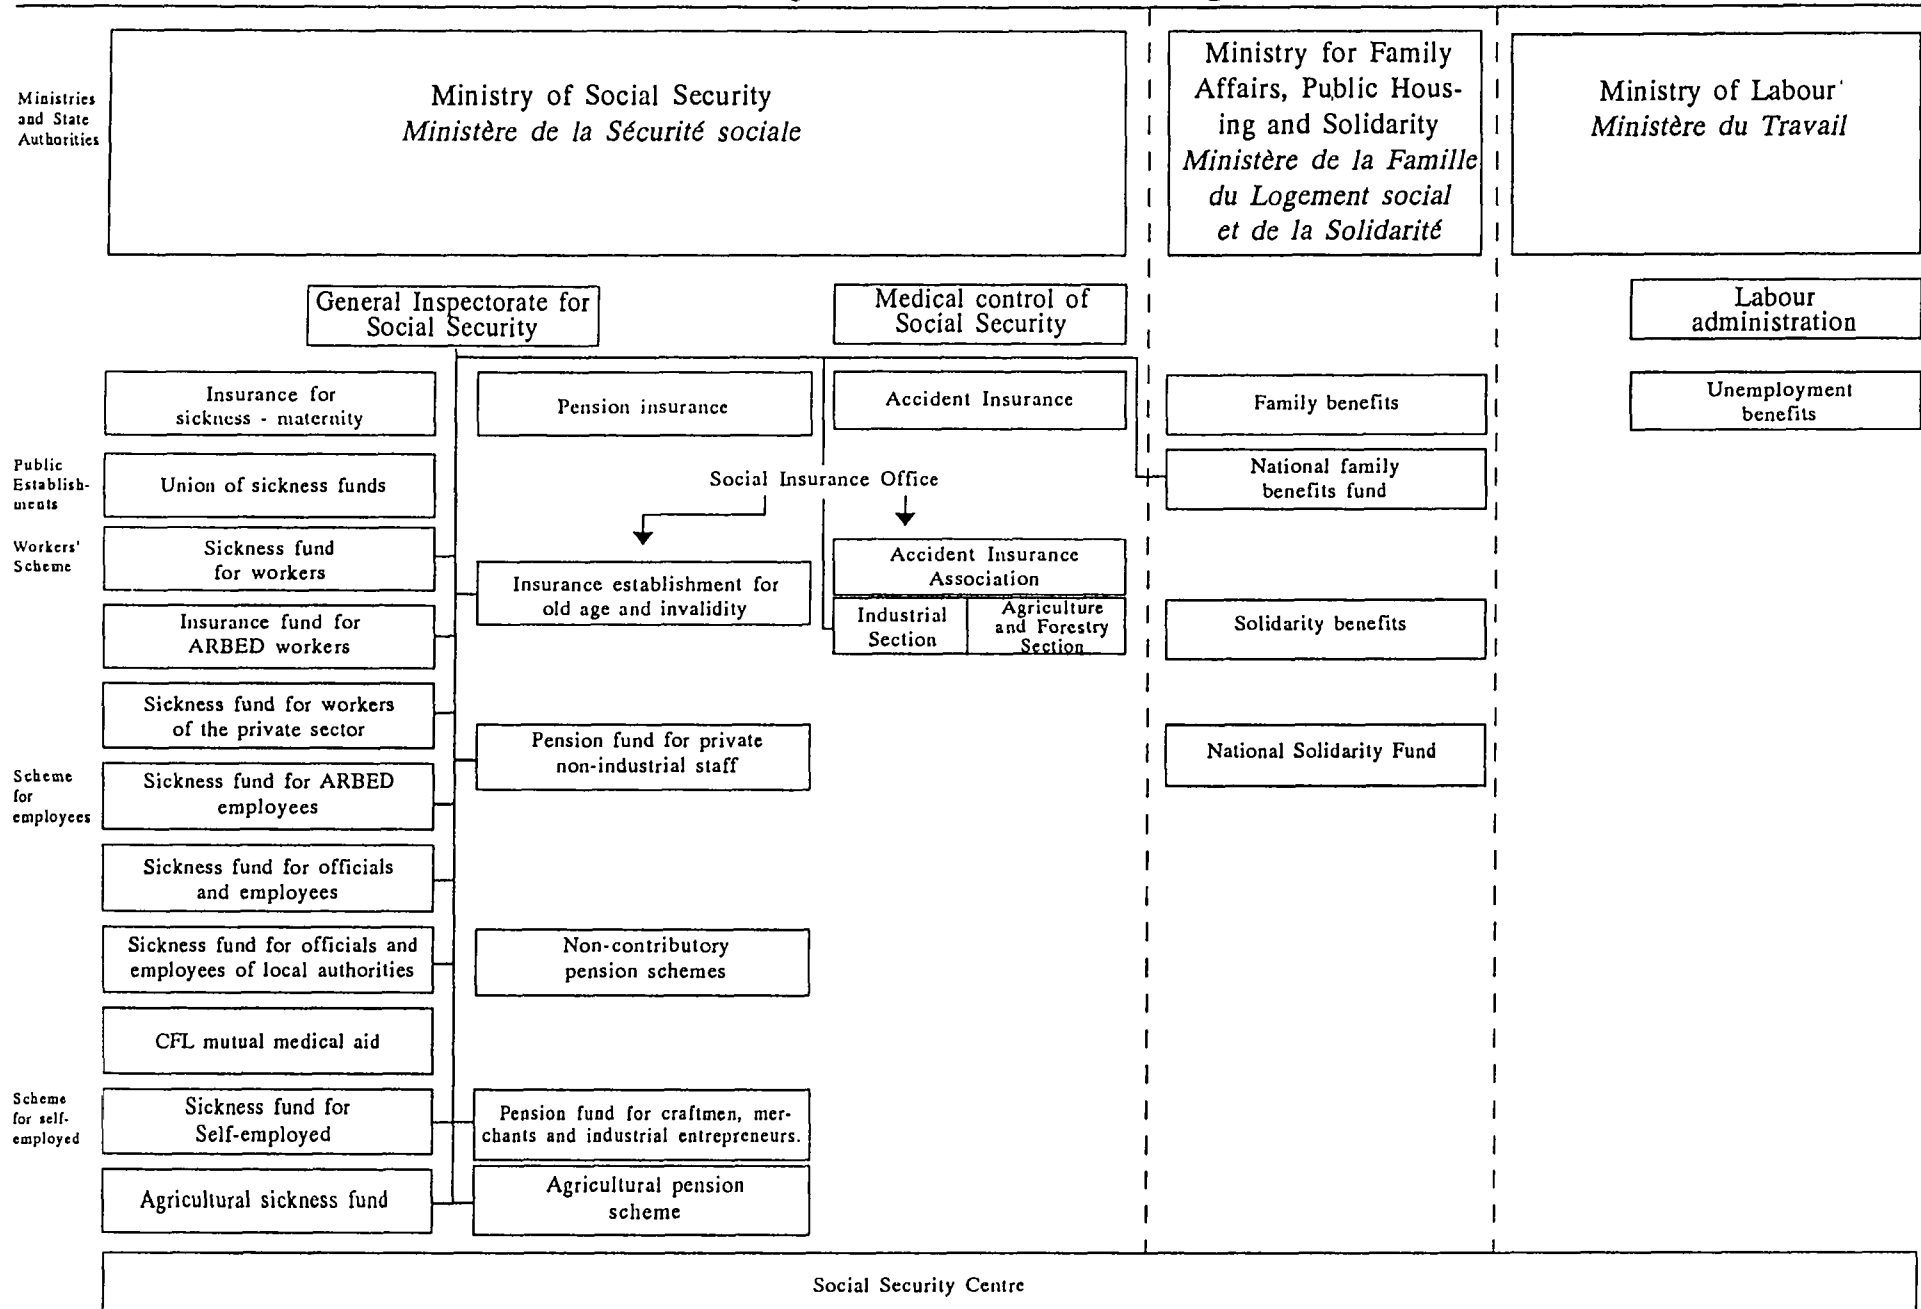 Ministries
and State
Authorities
Ministry of Social Security
Ministère de la Sécurité sociale
Ministry for Family
Affairs, Public Hous-
ing and Solidarity
Ministère de la Famille
du Logement social
et de la Solidarité
Ministry of Labour
Ministère du Travail
General Inspectorate for
Social Security
Medical control of
Social Security
Labour
administration
Insurance for
sickness - maternity
Pension insurance
Accident Insurance
Family benefits
Unemployment
benefits
Public
Establish-
ments
Union of sickness funds
Social Insurance Office
National family
benefits fund
Workers'
Scheme
Sickness fund
for workers
Insurance establishment for
old age and invalidity
Accident Insurance
Association
Industrial
Section
Agriculture
and Forestry
Section
Insurance fund for
ARBED workers
Solidarity benefits
Sickness fund for workers
of the private sector
Pension fund for private
non-industrial staff
National Solidarity Fund
Scheme
for
employees
Sickness fund for ARBED
employees
Sickness fund for officials
and employees
Sickness fund for officials and
employees of local authorities
Non-contributory
pension schemes
CFL mutual medical aid
Scheme
for self-
employed
Sickness fund for
Self-employed
Pension fund for craftmen, mer-
chants and industrial entrepreneurs.
Agricultural sickness fund
Agricultural pension
scheme
Social Security Centre